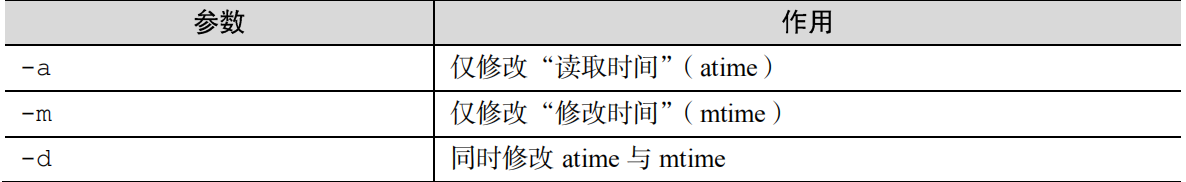 参数 作用
-a 仅修改“读取时间”（atime）
-m 仅修改“修改时间”（mtime）
-d 同时修改 atime 与 mtime